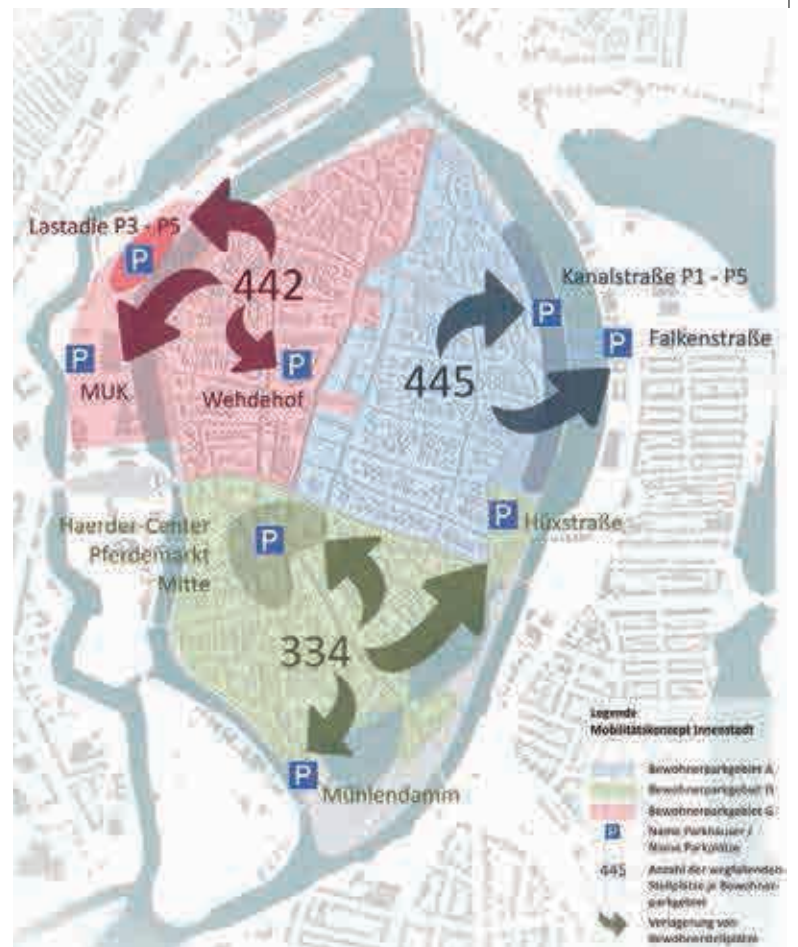 Lastadie P3 - P5
P
442
P
MUK
P
Wehdehof
Kanalstraße P1 - P5
P
P
Falkenstraße
445
Haerder-Center
Pferdemarkt
Mitte
P
P
Hüxstraße
334
P
Mühlendamm
Legende
Mobilitätskonzept Innenstadt
Bewohnerparkgebiet A
Bewohnerparkgebiet
Bewohnerparkgebiet G
P
Name Parkhäuser /
Name Parkplätze
445
Anzahl der wegfallenden
Stellplätze je Bewohner-
parkgebiet
Verlagerung von
Bewohnerstellplätzen